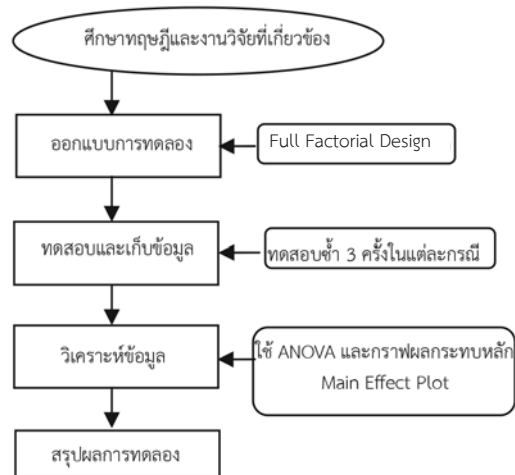 ศึกษาทฤษฎีและงานวิจัยที่เกี่ยวข้อง
ออกแบบการทดลอง
Full Factorial Design
ทดสอบและเก็บข้อมูล
ทดสอบซ้ำ 3 ครั้งในแต่ละกรณี
วิเคราะห์ข้อมูล
ใช้ ANOVA และกราฟผลกระทบหลัก
Main Effect Plot
สรุปผลการทดลอง